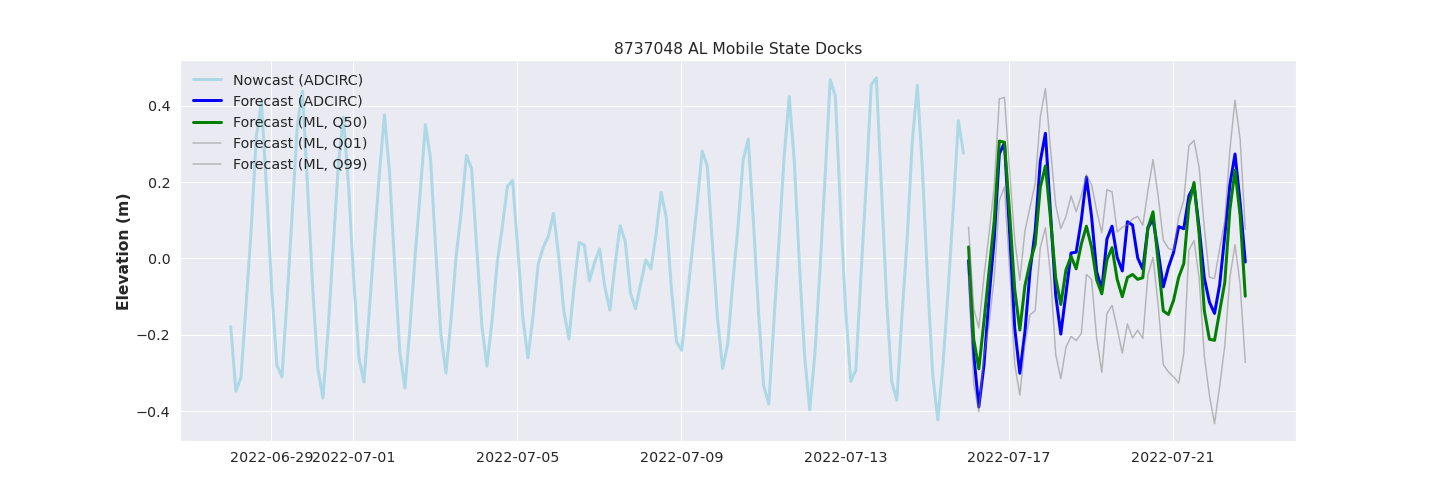 8737048 AL Mobile State Docks
Nowcast (ADCIRC)
Forecast (ADCIRC)
Forecast (ML, Q50)
Forecast (ML, Q01)
Forecast (ML, Q99)
Elevation (m)
0.4
0.2
0.0
−0.2
−0.4
2022-06-29 2022-07-01 2022-07-05 2022-07-09 2022-07-13 2022-07-17 2022-07-21